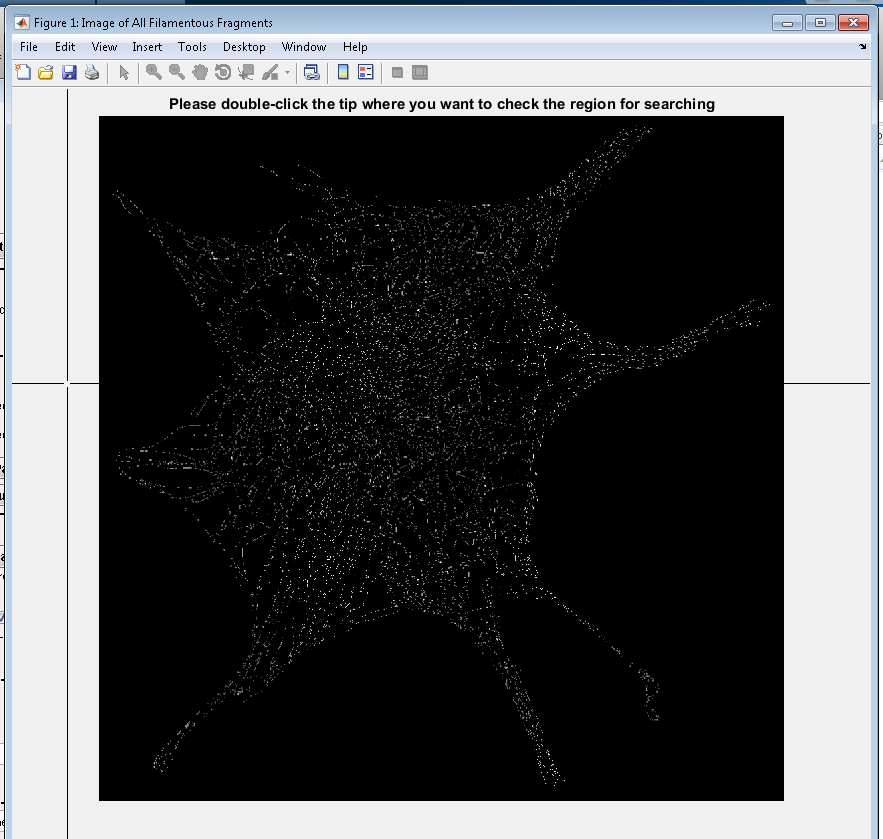 Figure 1: Image of All Filamentous Fragments
File Edit View Insert Tools Desktop Window Help
Please double-click the tip where you want to check the region for searching